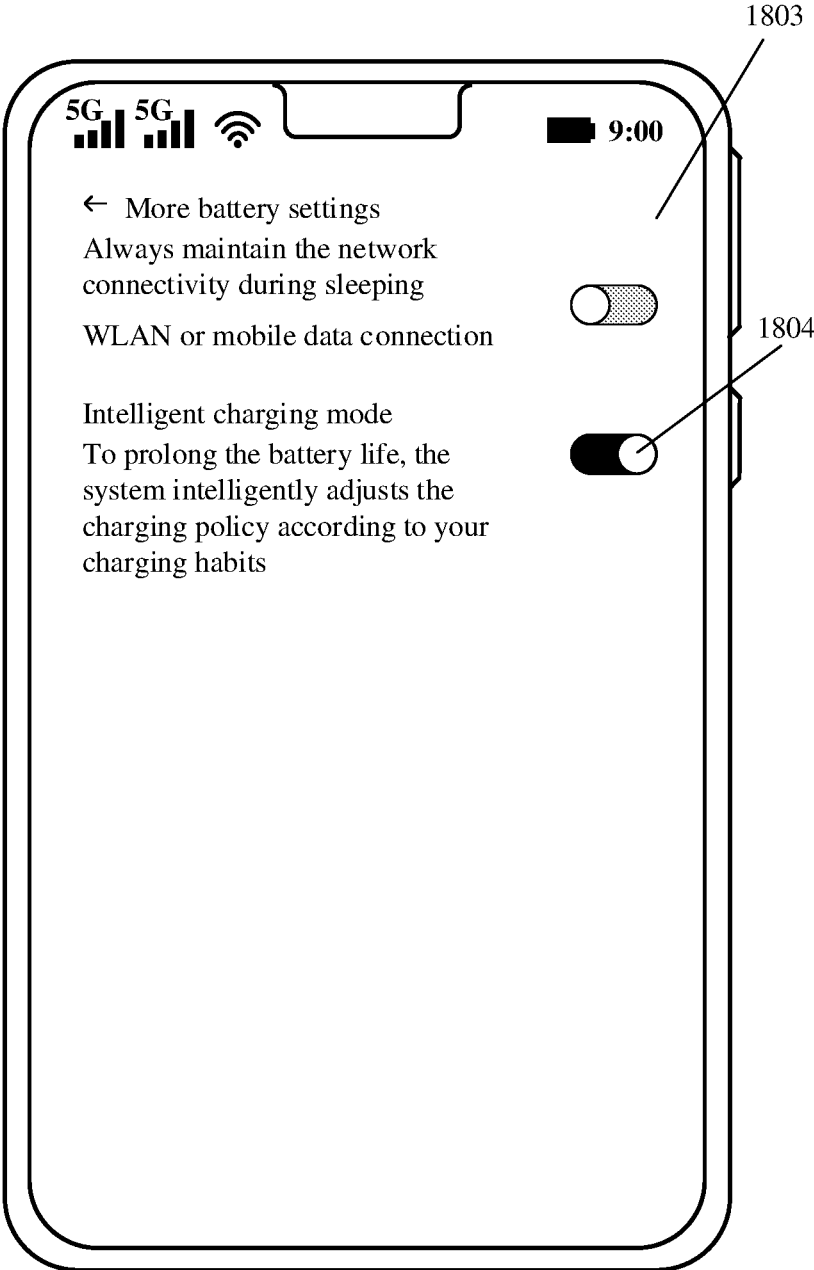 1803
5G 5G 9:00
← More battery settings
Always maintain the network
connectivity during sleeping
WLAN or mobile data connection
1804
Intelligent charging mode
To prolong the battery life, the
system intelligently adjusts the
charging policy according to your
charging habits